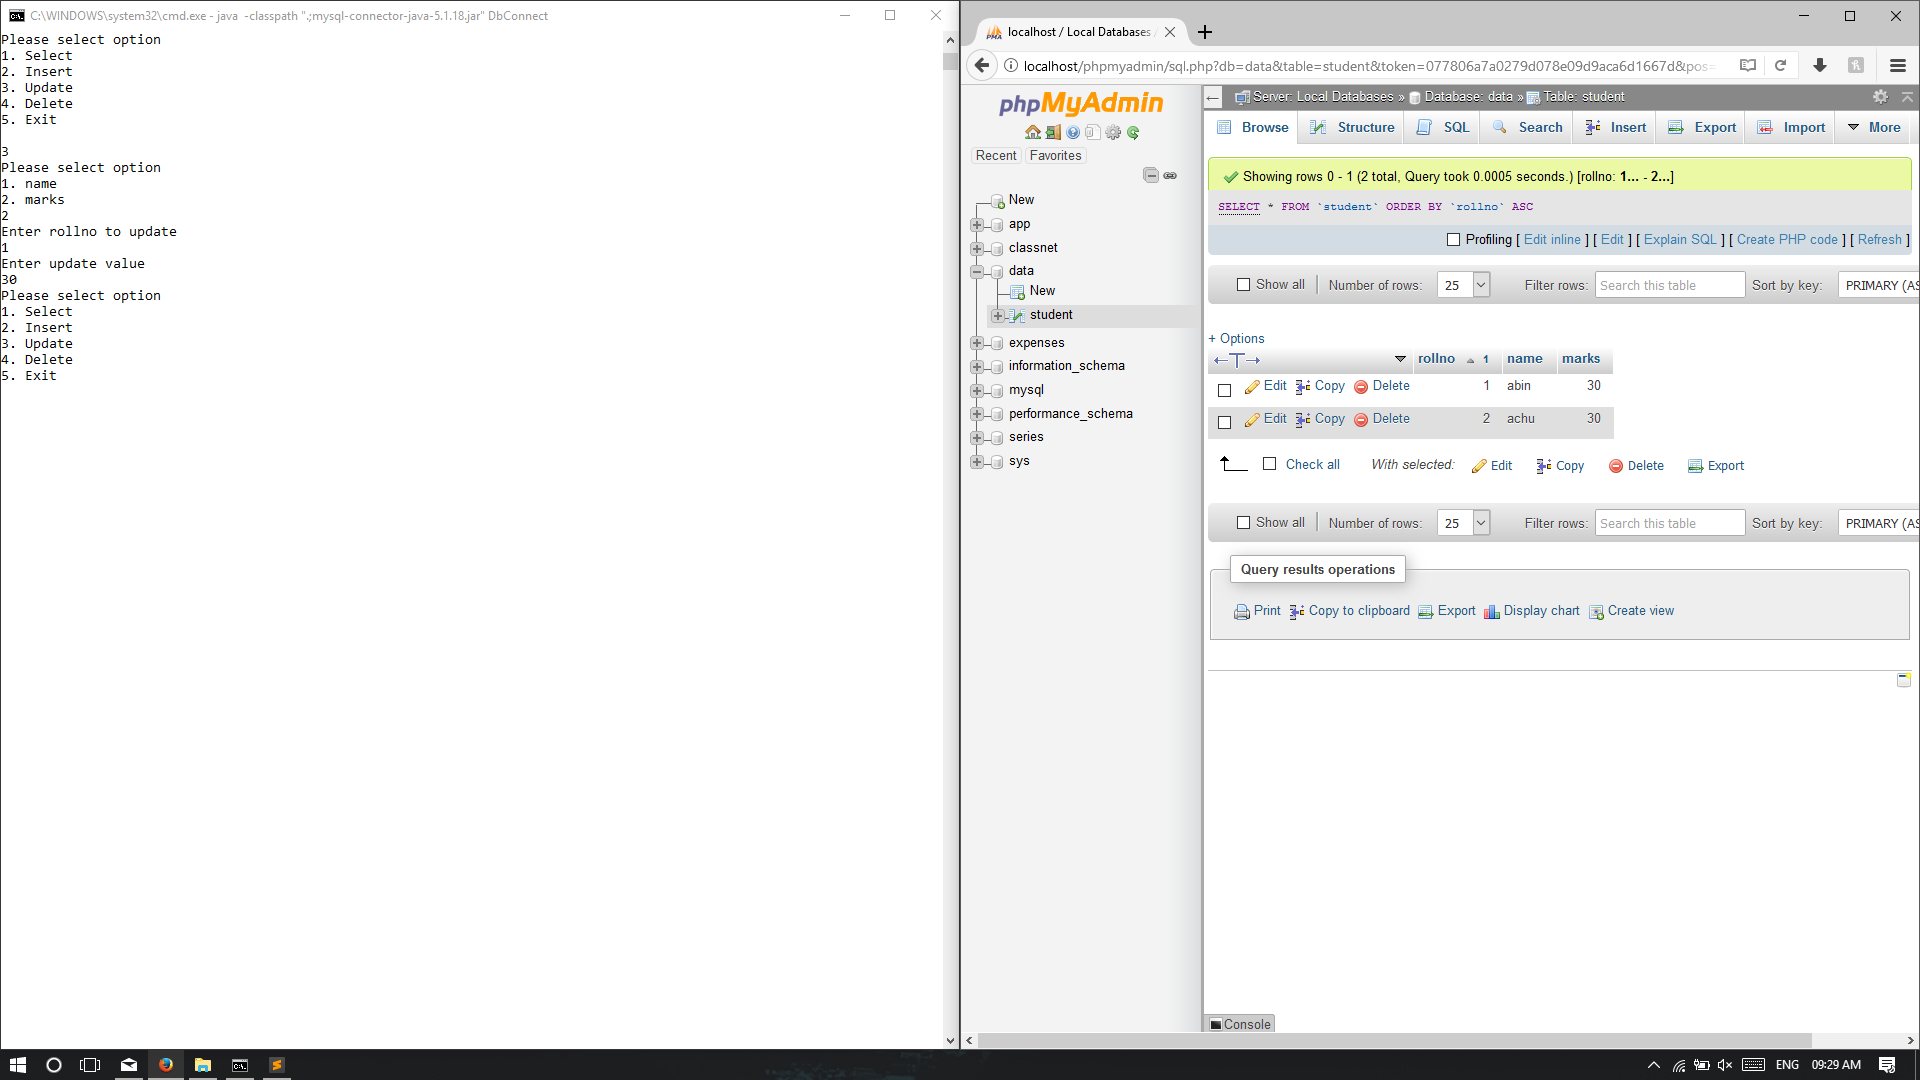 C:\WINDOWS\system32\cmd.exe - java -classpath ".;mysql-connector-java-5.1.18.jar" DbConnect
Please select option
1. Select
2. Insert
3. Update
4. Delete
5. Exit
3
Please select option
1. name
2. marks
2
Enter rollno to update
1
Enter update value
30
Please select option
1. Select
2. Insert
3. Update
4. Delete
5. Exit
localhost / Local Databases /
localhost/phpmyadmin/sql.php?db=data&table=student&token=077806a7a0279d078e09d9aca6d1667d&pos=
phpMyAdmin
Recent Favorites
New
app
classnet
data
New
student
expenses
information_schema
mysql
performance_schema
series
sys
Server: Local Databases » Database: data » Table: student
Browse Structure SQL Search Insert Export Import More
Showing rows 0 - 1 (2 total, Query took 0.0005 seconds.) [rollno: 1... - 2...]
SELECT * FROM `student` ORDER BY `rollno` ASC
Profiling [ Edit inline ] [ Edit ] [ Explain SQL ] [ Create PHP code ] [ Refresh ]
Show all Number of rows: 25 Filter rows: Search this table Sort by key: PRIMARY (AS
+ Options
rollno 1 name marks
Edit Copy Delete 1 abin 30
Edit Copy Delete 2 achu 30
Check all With selected: Edit Copy Delete Export
Show all Number of rows: 25 Filter rows: Search this table Sort by key: PRIMARY (AS
Query results operations
Print Copy to clipboard Export Display chart Create view
Console
ENG 09:29 AM